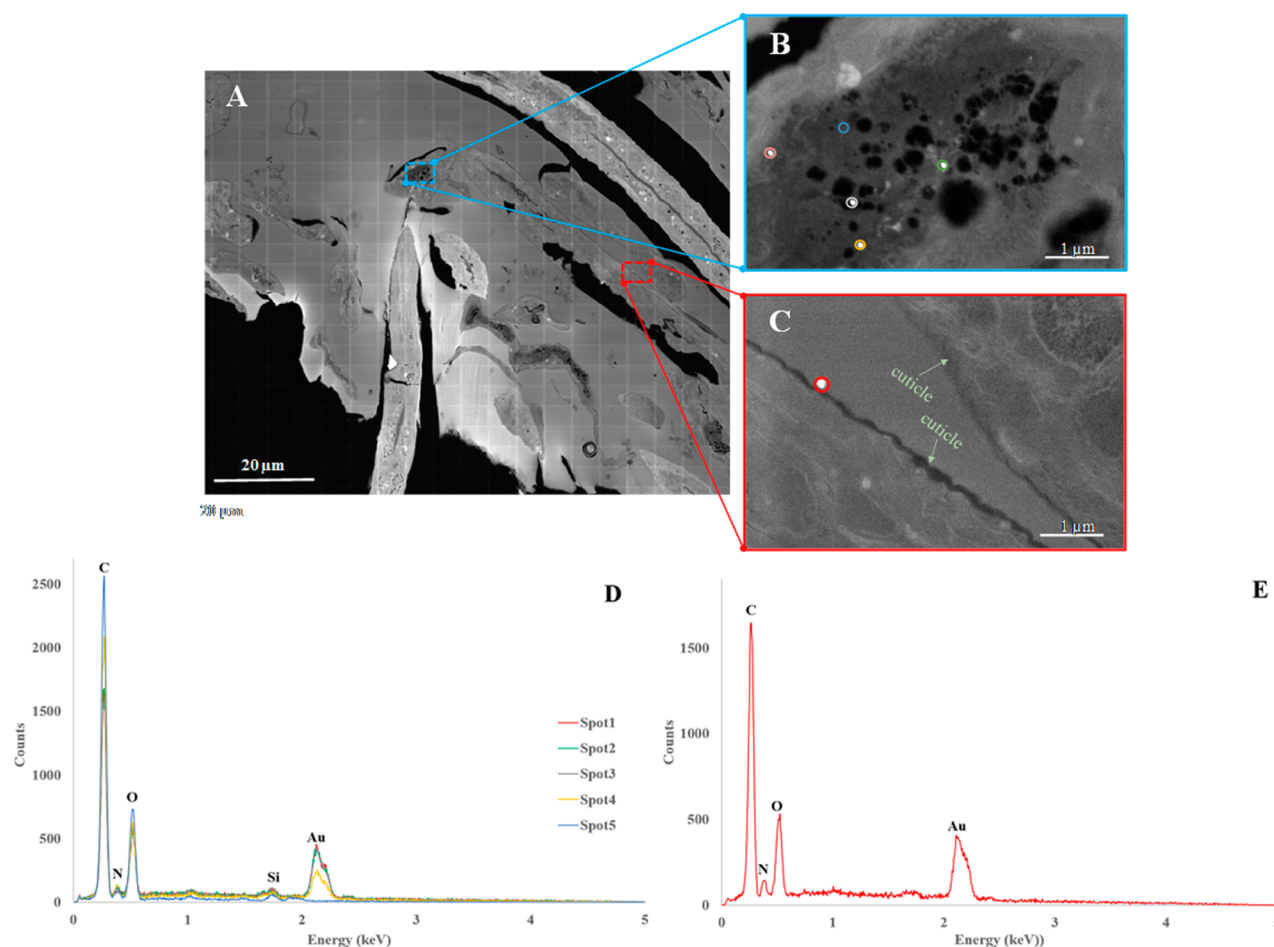 A
B
1 µm
C
cuticle
cuticle
1 µm
20 µm
20 µm
D
2500
2000
1500
1000
500
0
0
1
2
3
4
5
Counts
Energy (keV)
C
N
O
Si
Au
Spot1
Spot2
Spot3
Spot4
Spot5
E
1500
1000
500
0
0
1
2
3
4
Counts
Energy (keV))
C
N
O
Au